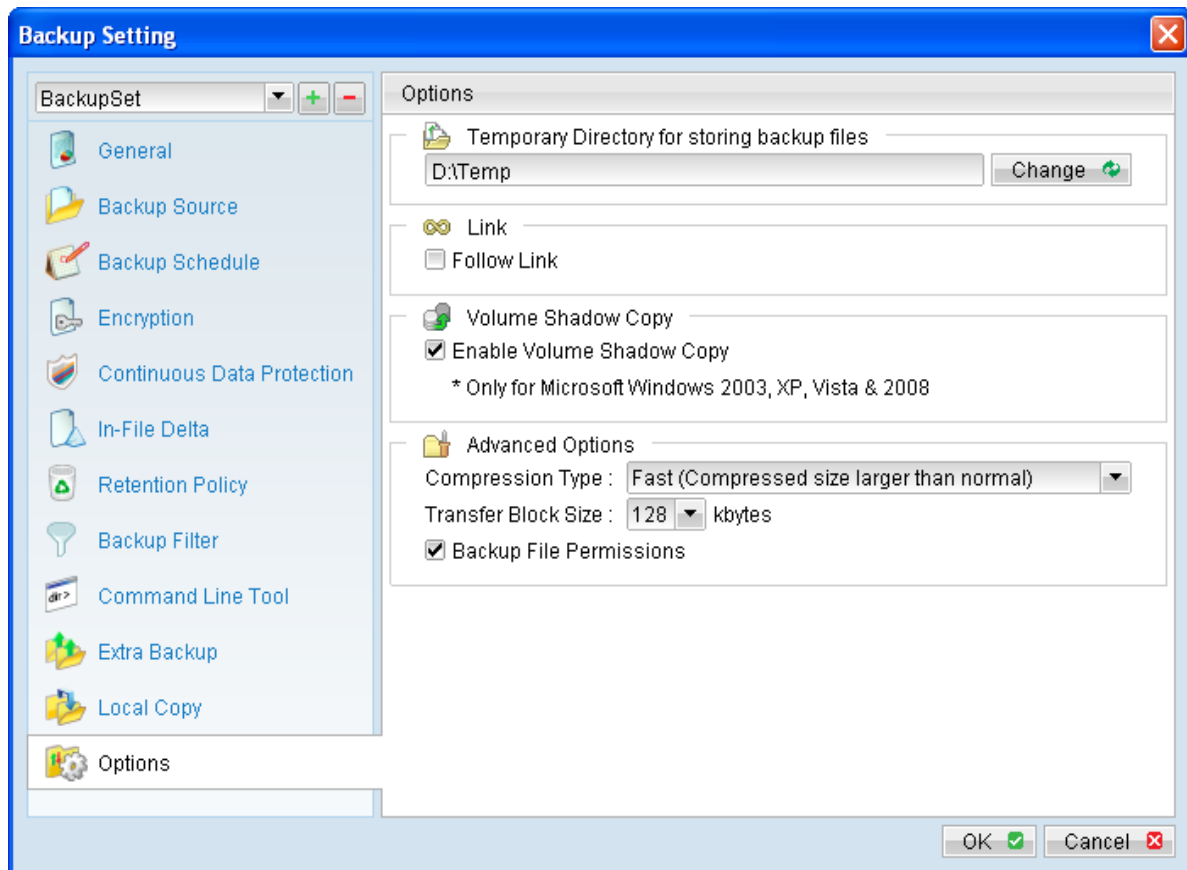 Backup Setting
BackupSet
General
Backup Source
Backup Schedule
Encryption
Continuous Data Protection
In-File Delta
Retention Policy
Backup Filter
dir>
Command Line Tool
Extra Backup
Local Copy
Options
Options
Temporary Directory for storing backup files
D:\Temp
Change
Link
Follow Link
Volume Shadow Copy
Enable Volume Shadow Copy
* Only for Microsoft Windows 2003, XP, Vista & 2008
Advanced Options
Compression Type : Fast (Compressed size larger than normal)
Transfer Block Size : 128 kbytes
Backup File Permissions
OK
Cancel